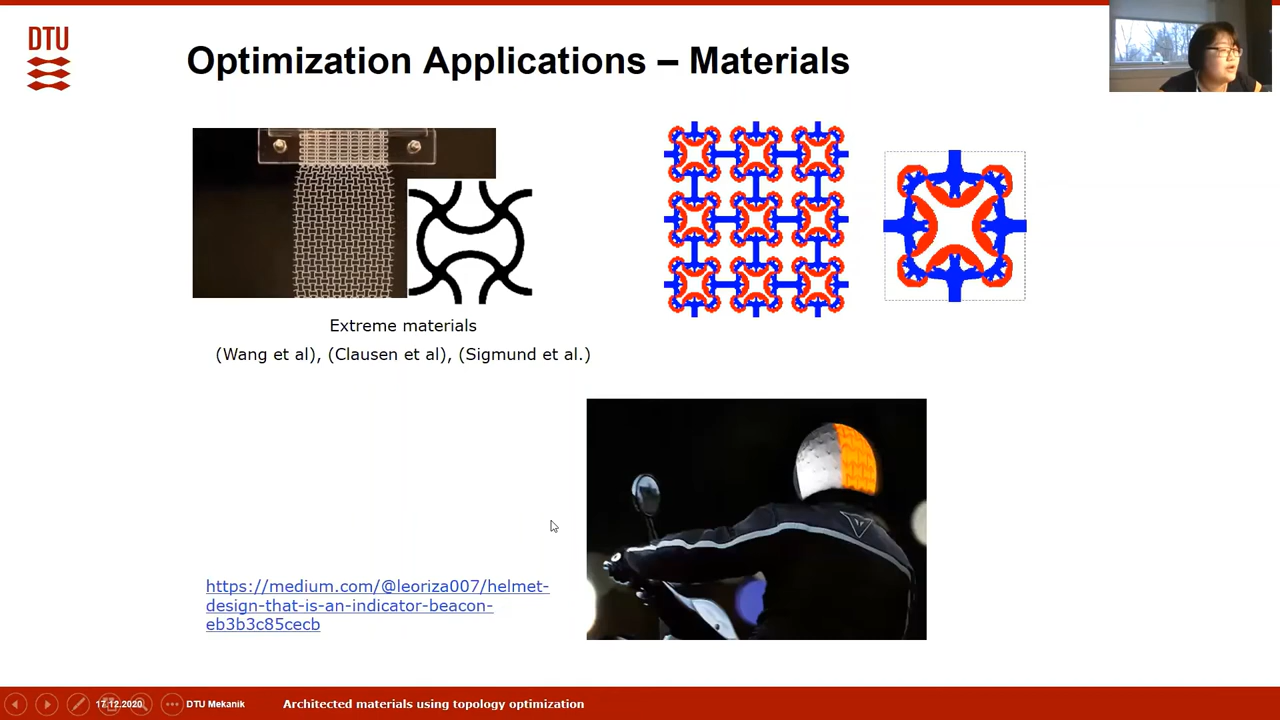 DTU
Optimization Applications – Materials
Extreme materials
(Wang et al), (Clausen et al), (Sigmund et al.)
https://medium.com/@leoriza007/helmet-
design-that-is-an-indicator-beacon-
eb3b3c85cecb
17.12.2020
DTU Mekanik
Architected materials using topology optimization